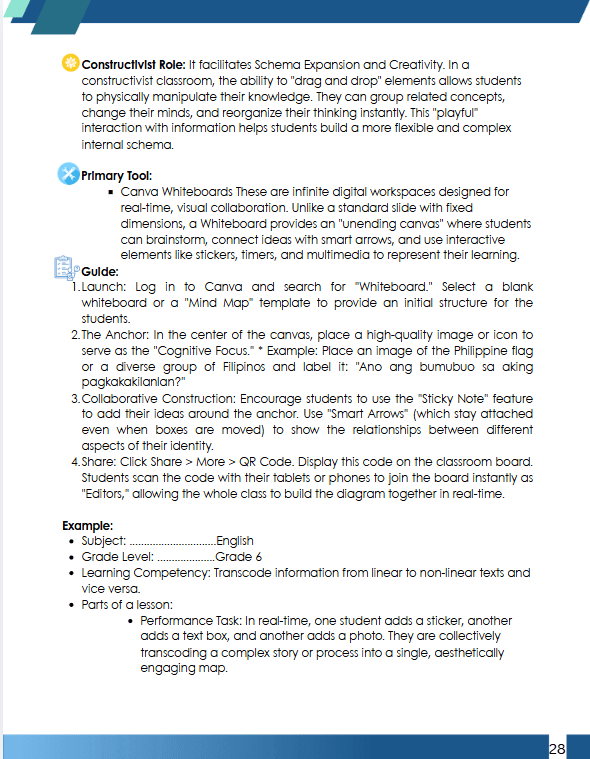 Constructivist Role: It facilitates Schema Expansion and Creativity. In a
constructivist classroom, the ability to "drag and drop" elements allows students
to physically manipulate their knowledge. They can group related concepts,
change their minds, and reorganize their thinking instantly. This "playful"
interaction with information helps students build a more flexible and complex
internal schema.
Primary Tool:
▪ Canva Whiteboards These are infinite digital workspaces designed for
real-time, visual collaboration. Unlike a standard slide with fixed
dimensions, a Whiteboard provides an "unending canvas" where students
can brainstorm, connect ideas with smart arrows, and use interactive
elements like stickers, timers, and multimedia to represent their learning.
Guide:
1. Launch: Log in to Canva and search for "Whiteboard." Select a blank
whiteboard or a "Mind Map" template to provide an initial structure for the
students.
2. The Anchor: In the center of the canvas, place a high-quality image or icon to
serve as the "Cognitive Focus." * Example: Place an image of the Philippine flag
or a diverse group of Filipinos and label it: "Ano ang bumubuo sa aking
pagkakakilanlan?"
3. Collaborative Construction: Encourage students to use the "Sticky Note" feature
to add their ideas around the anchor. Use "Smart Arrows" (which stay attached
even when boxes are moved) to show the relationships between different
aspects of their identity.
4. Share: Click Share > More > QR Code. Display this code on the classroom board.
Students scan the code with their tablets or phones to join the board instantly as
"Editors," allowing the whole class to build the diagram together in real-time.
Example:
• Subject: ..............................English
• Grade Level: ....................Grade 6
• Learning Competency: Transcode information from linear to non-linear texts and
vice versa.
• Parts of a lesson:
• Performance Task: In real-time, one student adds a sticker, another
adds a text box, and another adds a photo. They are collectively
transcoding a complex story or process into a single, aesthetically
engaging map.
28